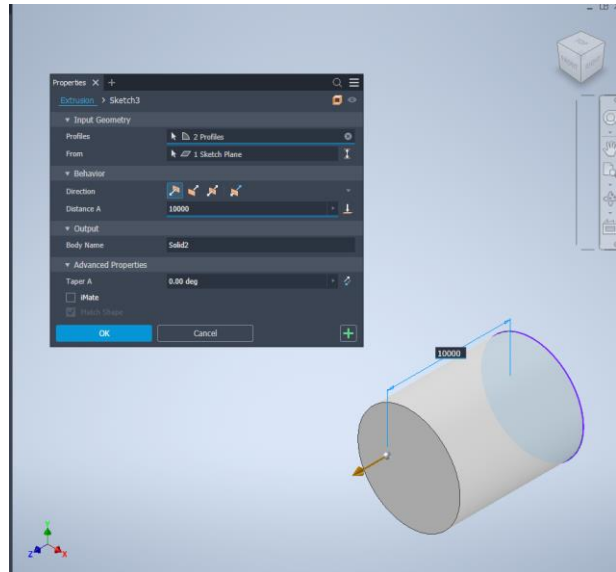 Properties × +
Extrusion > Sketch3
▼ Input Geometry
Profiles 2 Profiles
From 1 Sketch Plane
▼ Behavior
Direction
Distance A 10000
▼ Output
Body Name Solid2
▼ Advanced Properties
Taper A 0.00 deg
iMate
Match Shape
OK Cancel +
10000
TOP
Y
Z X